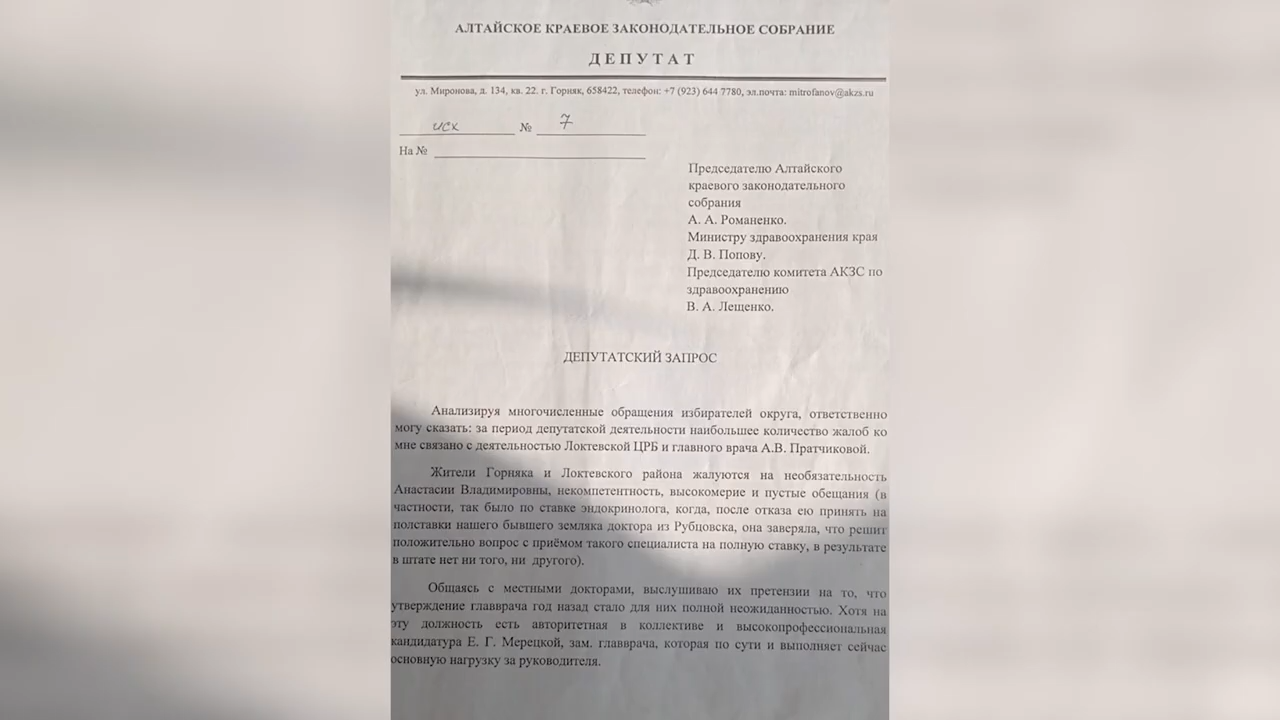 АЛТАЙСКОЕ КРАЕВОЕ ЗАКОНОДАТЕЛЬНОЕ СОБРАНИЕ
ДЕПУТАТ
ул. Миронова, д. 134, кв. 22. г. Горняк, 658422, телефон: +7 (923) 644 7780, эл.почта: mitrofanov@akzs.ru
исх № 7
На №
Председателю Алтайского
краевого законодательного
собрания
А. А. Романенко.
Министру здравоохранения края
Д. В. Попову.
Председателю комитета АКЗС по
здравоохранению
В. А. Лещенко.
ДЕПУТАТСКИЙ ЗАПРОС
Анализируя многочисленные обращения избирателей округа, ответственно
могу сказать: за период депутатской деятельности наибольшее количество жалоб ко
мне связано с деятельностью Локтевской ЦРБ и главного врача А.В. Пратчиковой.
Жители Горняка и Локтевского района жалуются на необязательность
Анастасии Владимировны, некомпетентность, высокомерие и пустые обещания (в
частности, так было по ставке эндокринолога, когда, после отказа ею принять на
полставки нашего бывшего земляка доктора из Рубцовска, она заверяла, что решит
положительно вопрос с приёмом такого специалиста на полную ставку, в результате
в штате нет ни того, ни другого).
Общаясь с местными докторами, выслушиваю их претензии на то, что
утверждение главврача год назад стало для них полной неожиданностью. Хотя на
эту должность есть авторитетная в коллективе и высокопрофессиональная
кандидатура Е. Г. Мерецкой, зам. главврача, которая по сути и выполняет сейчас
основную нагрузку за руководителя.